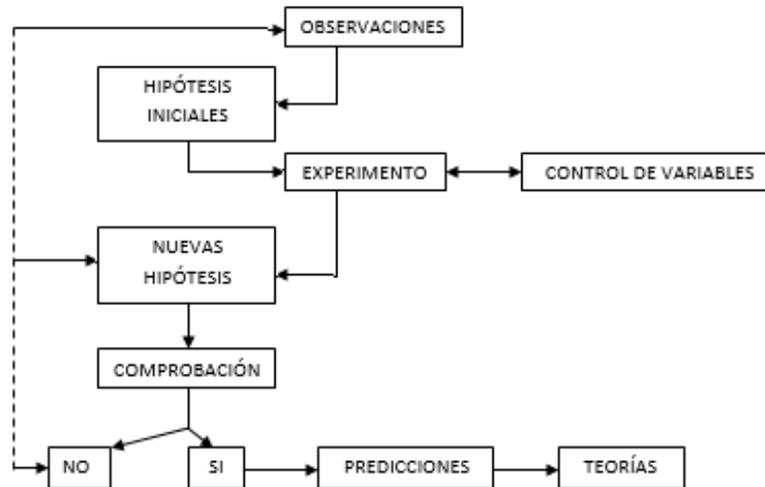 OBSERVACIONES
HIPÓTESIS
INICIALES
EXPERIMENTO
CONTROL DE VARIABLES
NUEVAS
HIPÓTESIS
COMPROBACIÓN
NO
SI
PREDICCIONES
TEORÍAS